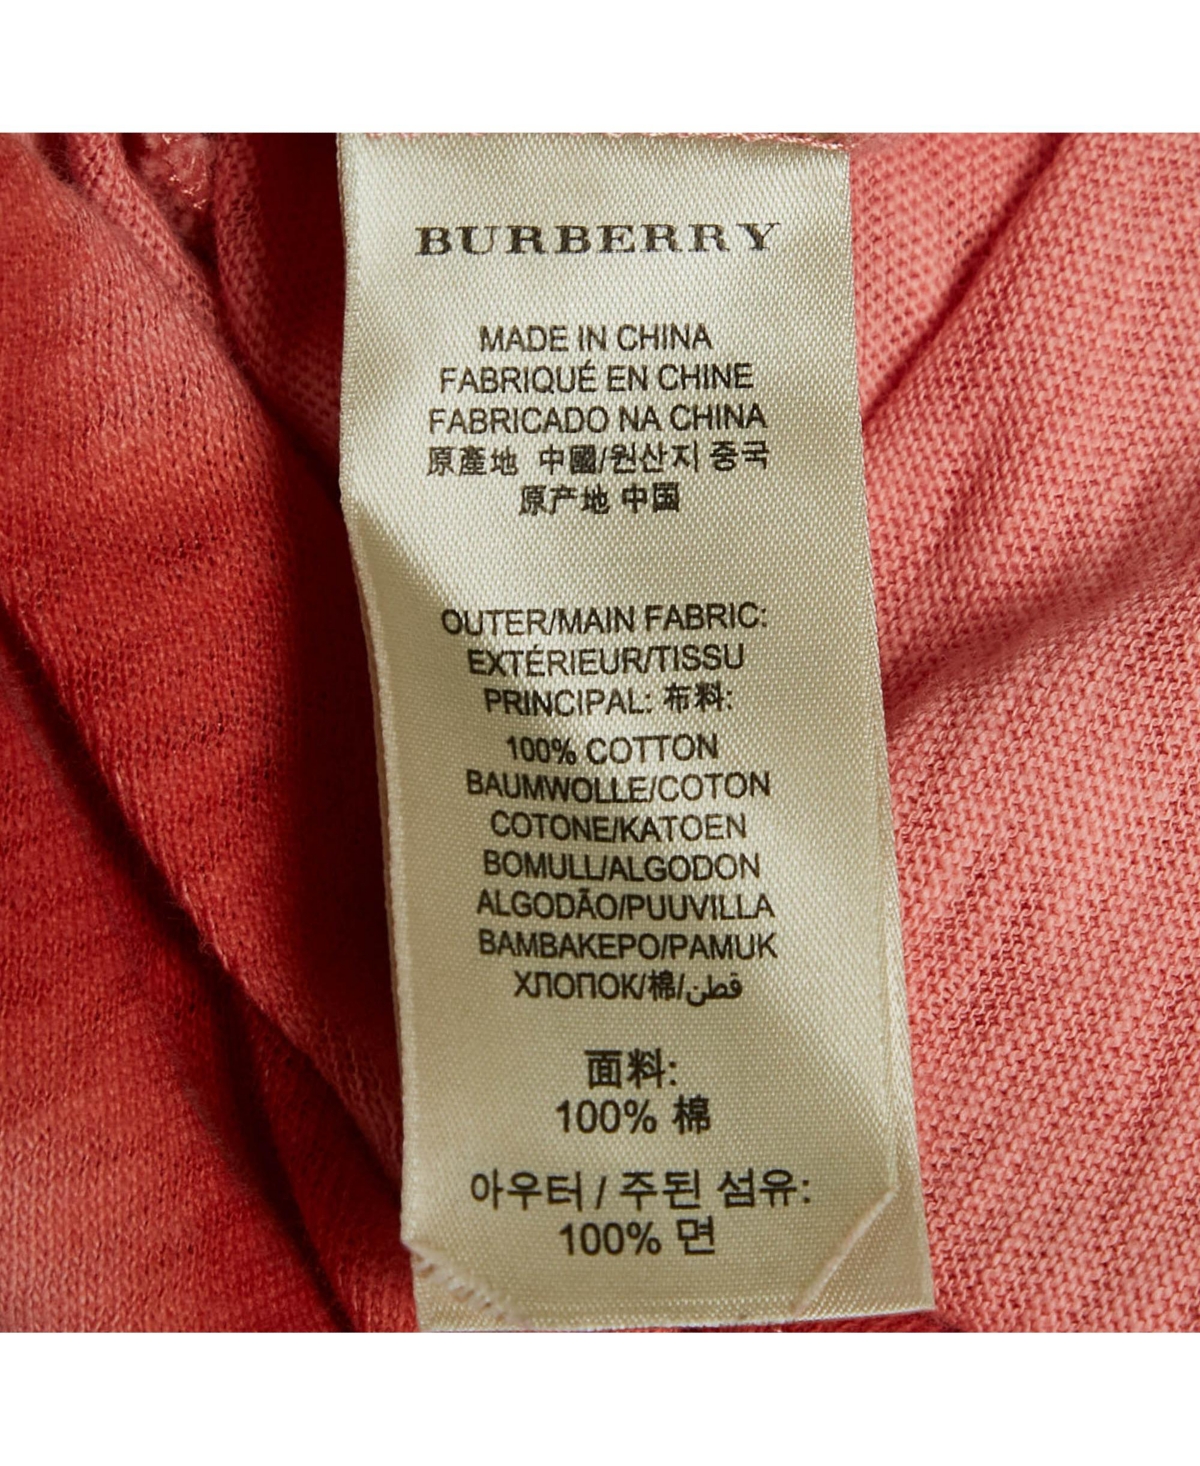 BURBERRY
MADE IN CHINA
FABRIQUÉ EN CHINE
FABRICADO NA CHINA
原產地 中國/원산지 중국
原产地 中国
OUTER/MAIN FABRIC:
EXTÉRIEUR/TISSU
PRINCIPAL: 布料:
100% COTTON
BAUMWOLLE/COTON
COTONE/KATOEN
BOMULL/ALGODON
ALGODÃO/PUUVILLA
ΒΑΜΒΑΚΕΡΟ/PAMUK
ХЛОПОК/棉/قطن
面料:
100% 棉
아우터 / 주된 섬유:
100% 면